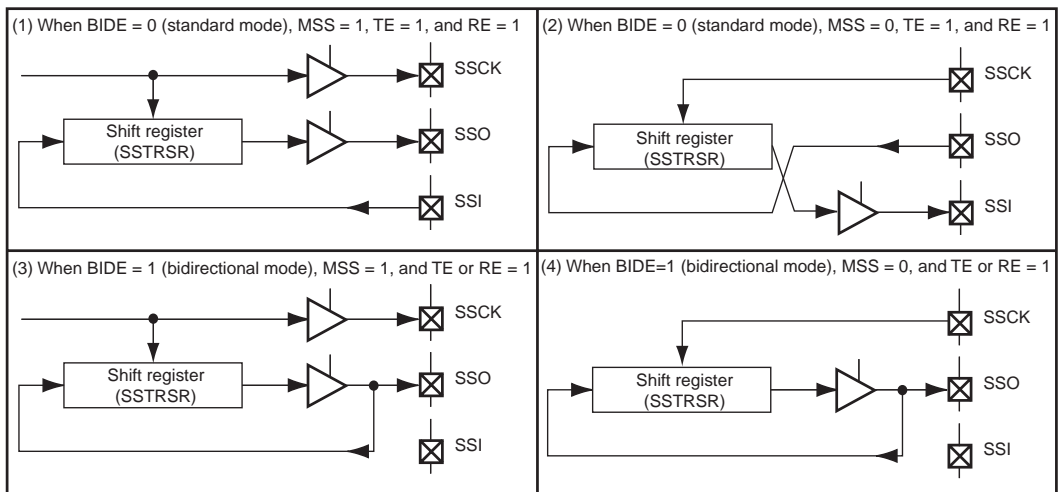 (1) When BIDE = 0 (standard mode), MSS = 1, TE = 1, and RE = 1
SSCK
Shift register
(SSTRSR)
SSO
SSI
(2) When BIDE = 0 (standard mode), MSS = 0, TE = 1, and RE = 1
SSCK
Shift register
(SSTRSR)
SSO
SSI
(3) When BIDE = 1 (bidirectional mode), MSS = 1, and TE or RE = 1
SSCK
Shift register
(SSTRSR)
SSO
SSI
(4) When BIDE=1 (bidirectional mode), MSS = 0, and TE or RE = 1
SSCK
Shift register
(SSTRSR)
SSO
SSI